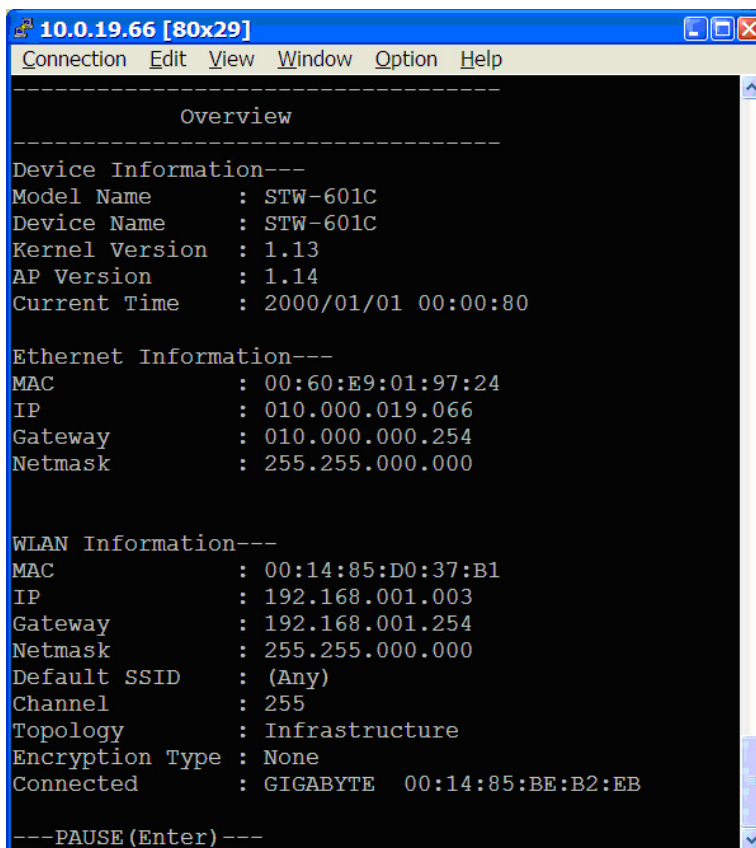 10.0.19.66 [80x29]
Connection Edit View Window Option Help
-----------------------------------
Overview
-----------------------------------
Device Information---
Model Name : STW-601C
Device Name : STW-601C
Kernel Version : 1.13
AP Version : 1.14
Current Time : 2000/01/01 00:00:80
Ethernet Information---
MAC : 00:60:E9:01:97:24
IP : 010.000.019.066
Gateway : 010.000.000.254
Netmask : 255.255.000.000
WLAN Information---
MAC : 00:14:85:D0:37:B1
IP : 192.168.001.003
Gateway : 192.168.001.254
Netmask : 255.255.000.000
Default SSID : (Any)
Channel : 255
Topology : Infrastructure
Encryption Type : None
Connected : GIGABYTE 00:14:85:BE:B2:EB
---PAUSE(Enter)---